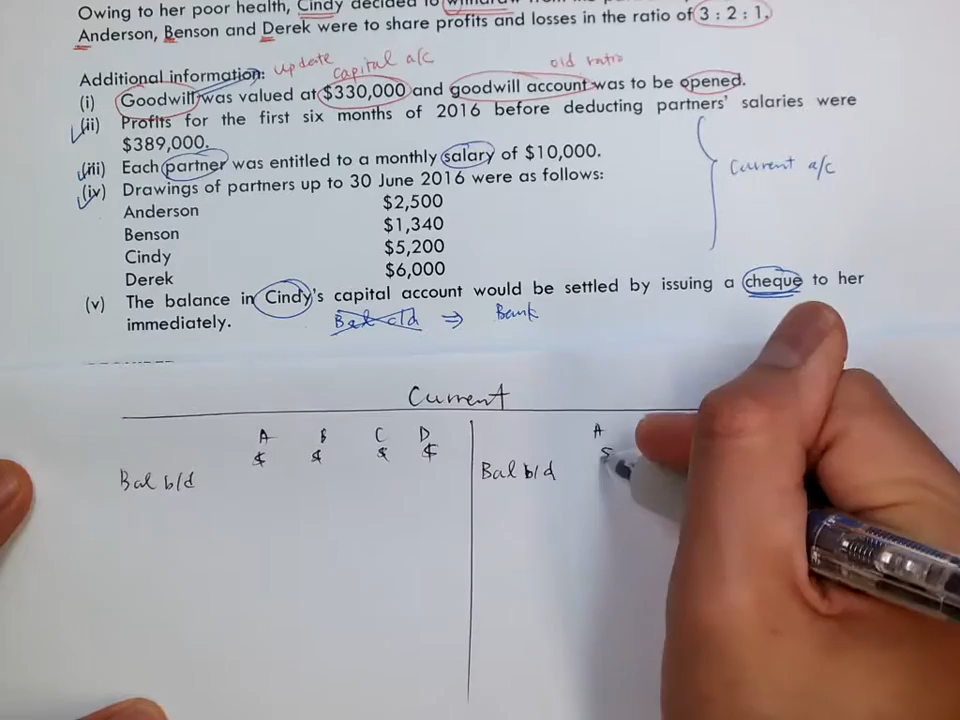 Owing to her poor health, Cindy decided to withdraw from the
Anderson, Benson and Derek were to share profits and losses in the ratio of 3 : 2 : 1.
update capital a/c
old ratio
Additional information:
(i) Goodwill was valued at $330,000 and goodwill account was to be opened.
(ii) Profits for the first six months of 2016 before deducting partners' salaries were
$389,000.
(iii) Each partner was entitled to a monthly salary of $10,000.
Current a/c
(iv) Drawings of partners up to 30 June 2016 were as follows:
Anderson $2,500
Benson $1,340
Cindy $5,200
Derek $6,000
(v) The balance in Cindy's capital account would be settled by issuing a cheque to her
immediately.
Bal c/d ⇒ Bank
Current
A B C D A
$ $ $ $ $
Bal b/d Bal b/d